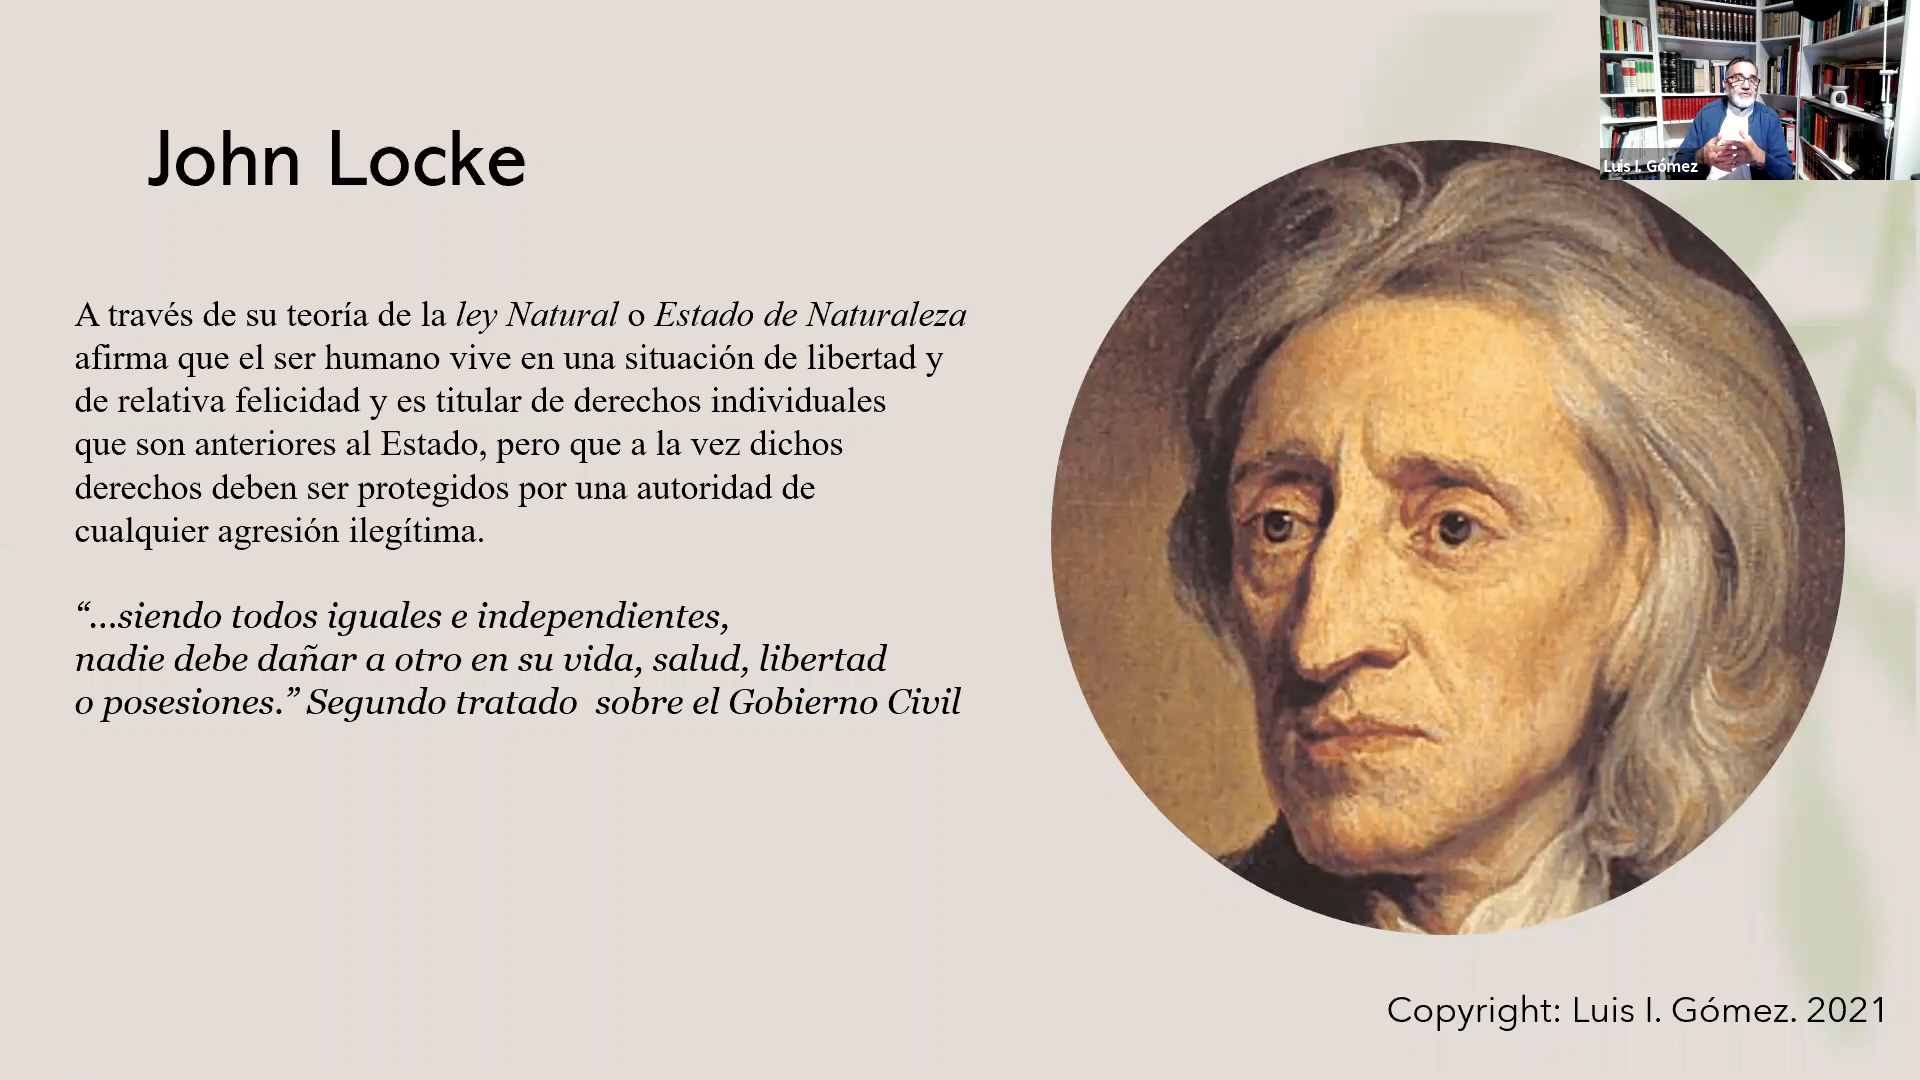 Luis I. Gómez
John Locke
A través de su teoría de la ley Natural o Estado de Naturaleza
afirma que el ser humano vive en una situación de libertad y
de relativa felicidad y es titular de derechos individuales
que son anteriores al Estado, pero que a la vez dichos
derechos deben ser protegidos por una autoridad de
cualquier agresión ilegítima.
“...siendo todos iguales e independientes,
nadie debe dañar a otro en su vida, salud, libertad
o posesiones.” Segundo tratado  sobre el Gobierno Civil
Copyright: Luis I. Gómez. 2021